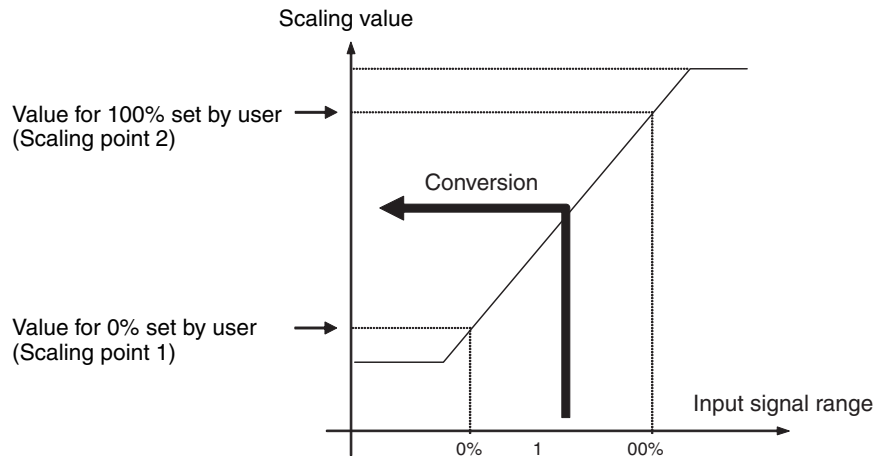 Scaling value
Value for 100% set by user
(Scaling point 2)
Conversion
Value for 0% set by user
(Scaling point 1)
Input signal range
0% 1 00%